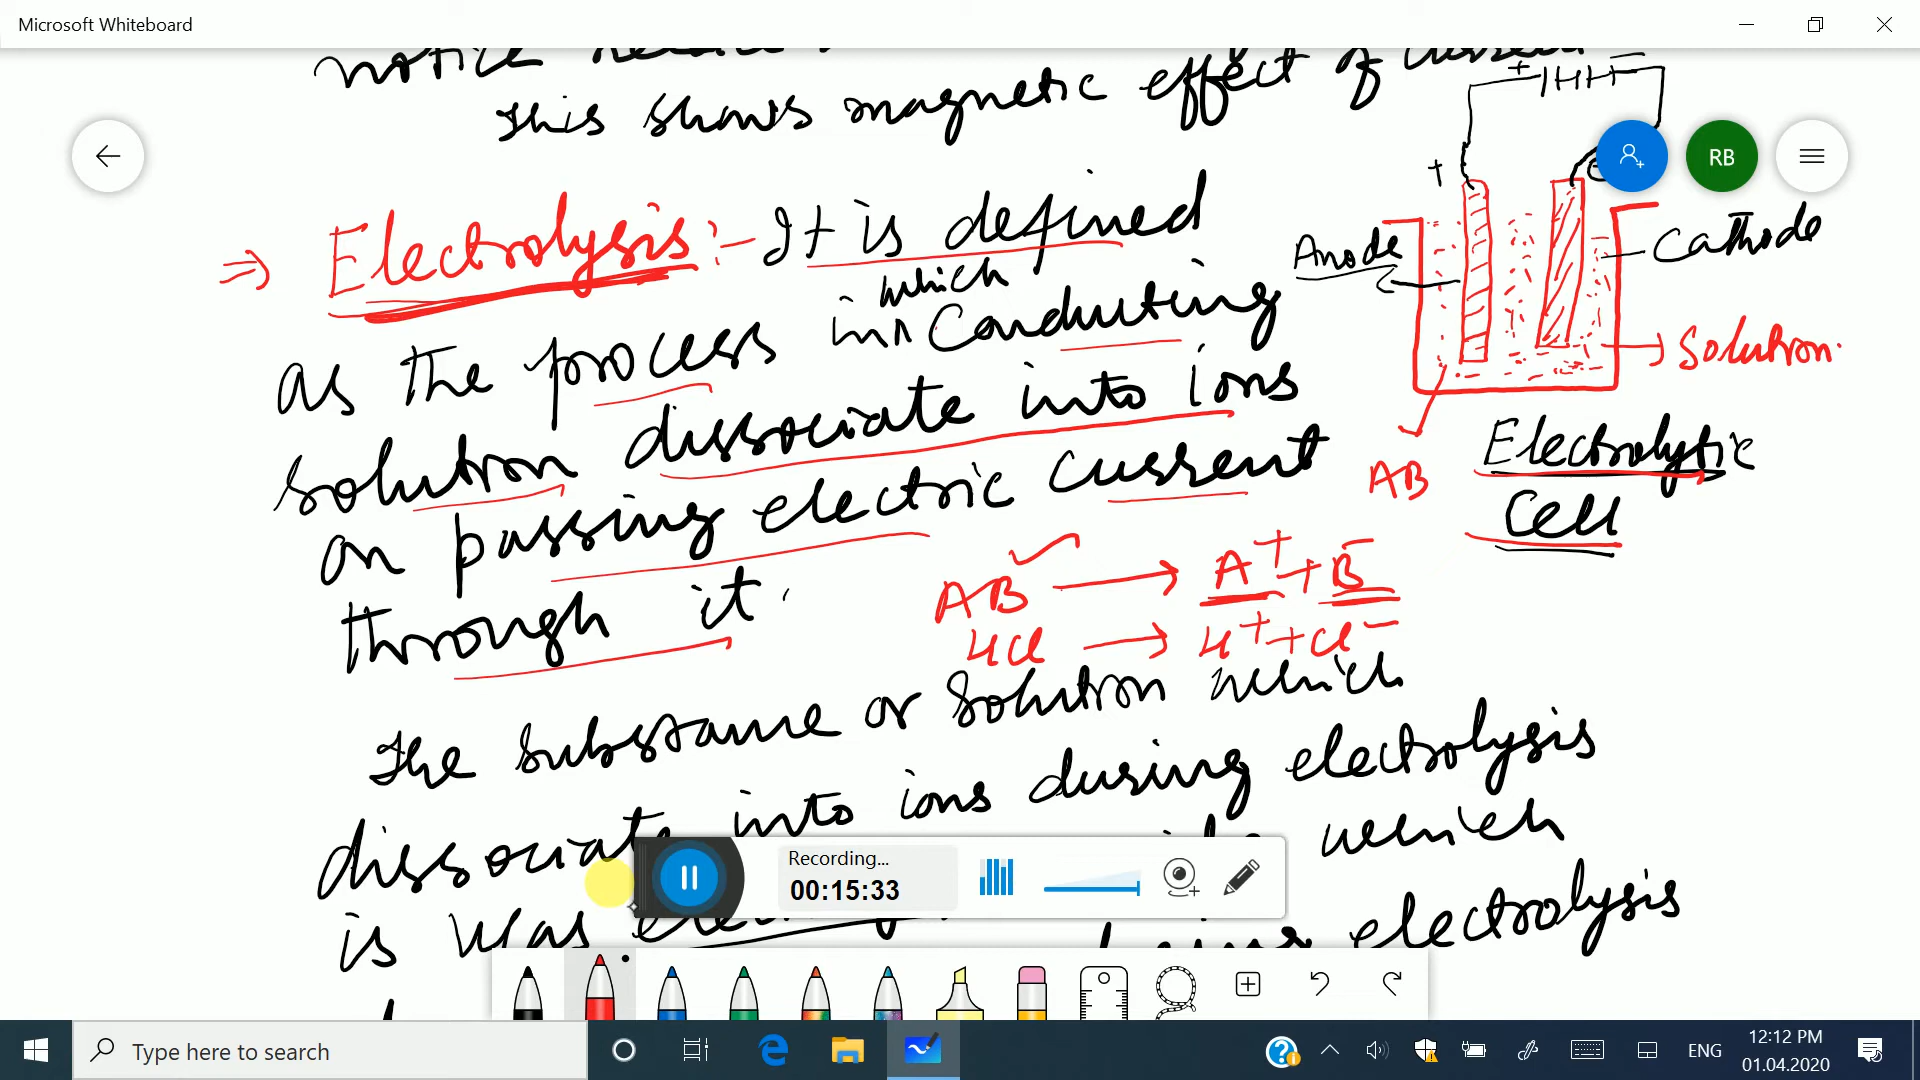 Microsoft Whiteboard
notice
This shows magnetic effect of current
+ −
RB
+
⇒ Electrolysis :- It is defined
Anode
Cathode
which
as the process in ∧ Conducting
Solution.
solution dissociate into ions
Electrolytic
AB
Cell
on passing electric current
AB → A⁺ + B⁻
through it.
HCl → H⁺ + Cl⁻
The substance or solution which
dissociate into ions during electrolysis
which
is
electrolysis
Recording...
00:15:33
Type here to search
ENG
12:12 PM
01.04.2020